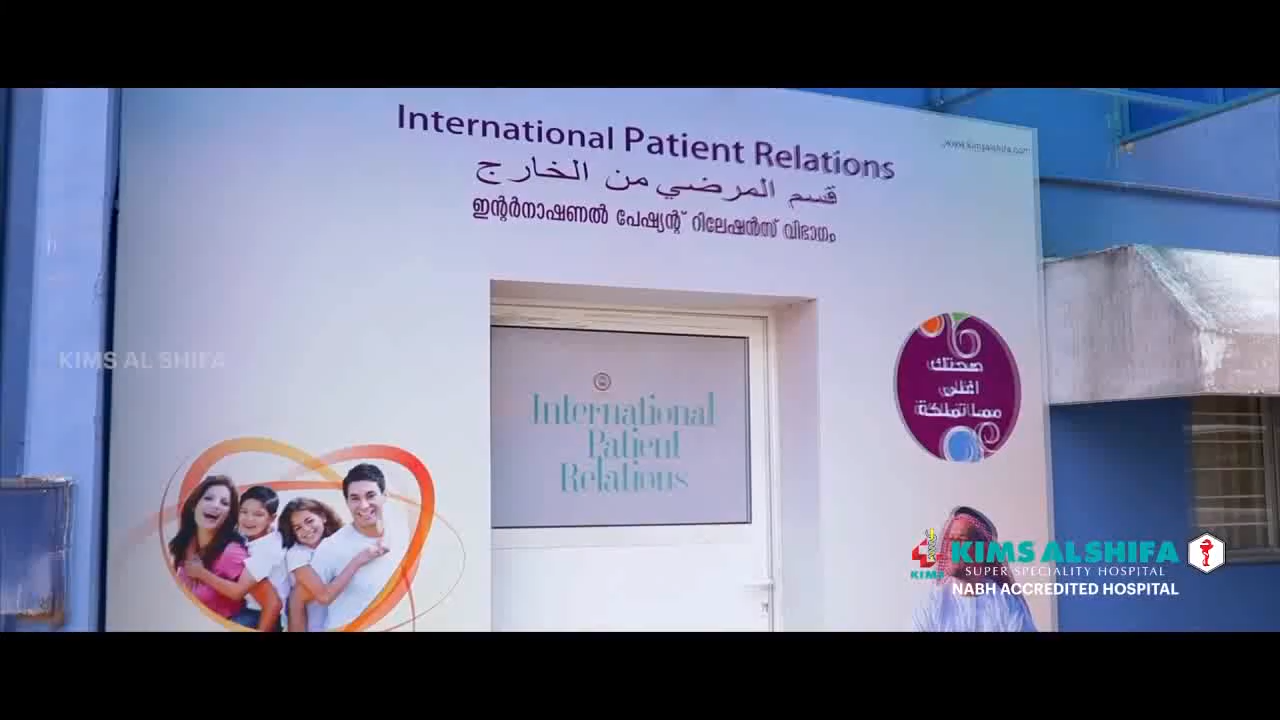 International Patient Relations
www.kimsalshifa.com
قسم المرضي من الخارج
ഇന്റർനാഷണൽ പേഷ്യന്റ് റിലേഷൻസ് വിഭാഗം
KIMS AL SHIFA
International
Patient
Relations
صحتك
اغلى
مما تملكة
KIMS
KIMS ALSHIFA
SUPER SPECIALITY HOSPITAL
NABH ACCREDITED HOSPITAL